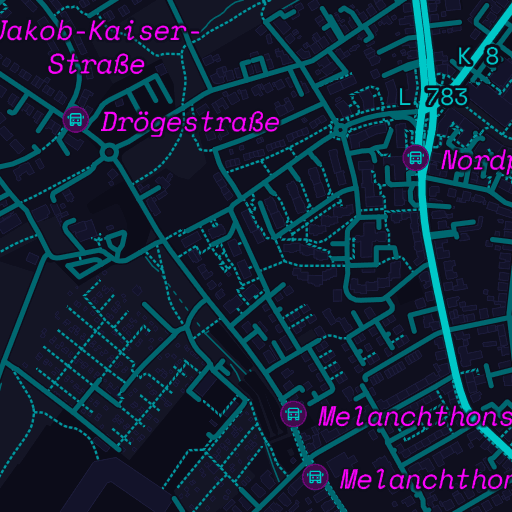 Jakob-Kaiser-
Straße
K 8
L 783
Drögestraße
Nordp
Melanchthons
Melanchthon